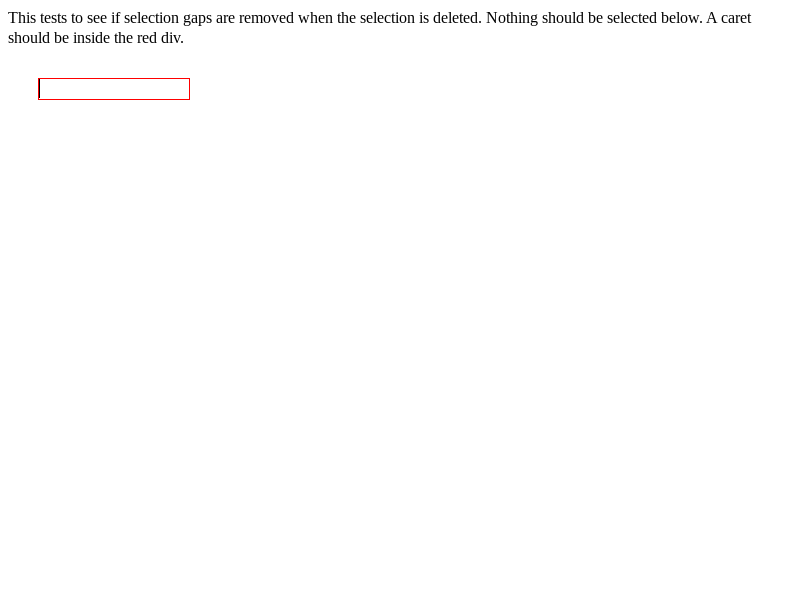 This tests to see if selection gaps are removed when the selection is deleted. Nothing should be selected below. A caret
should be inside the red div.